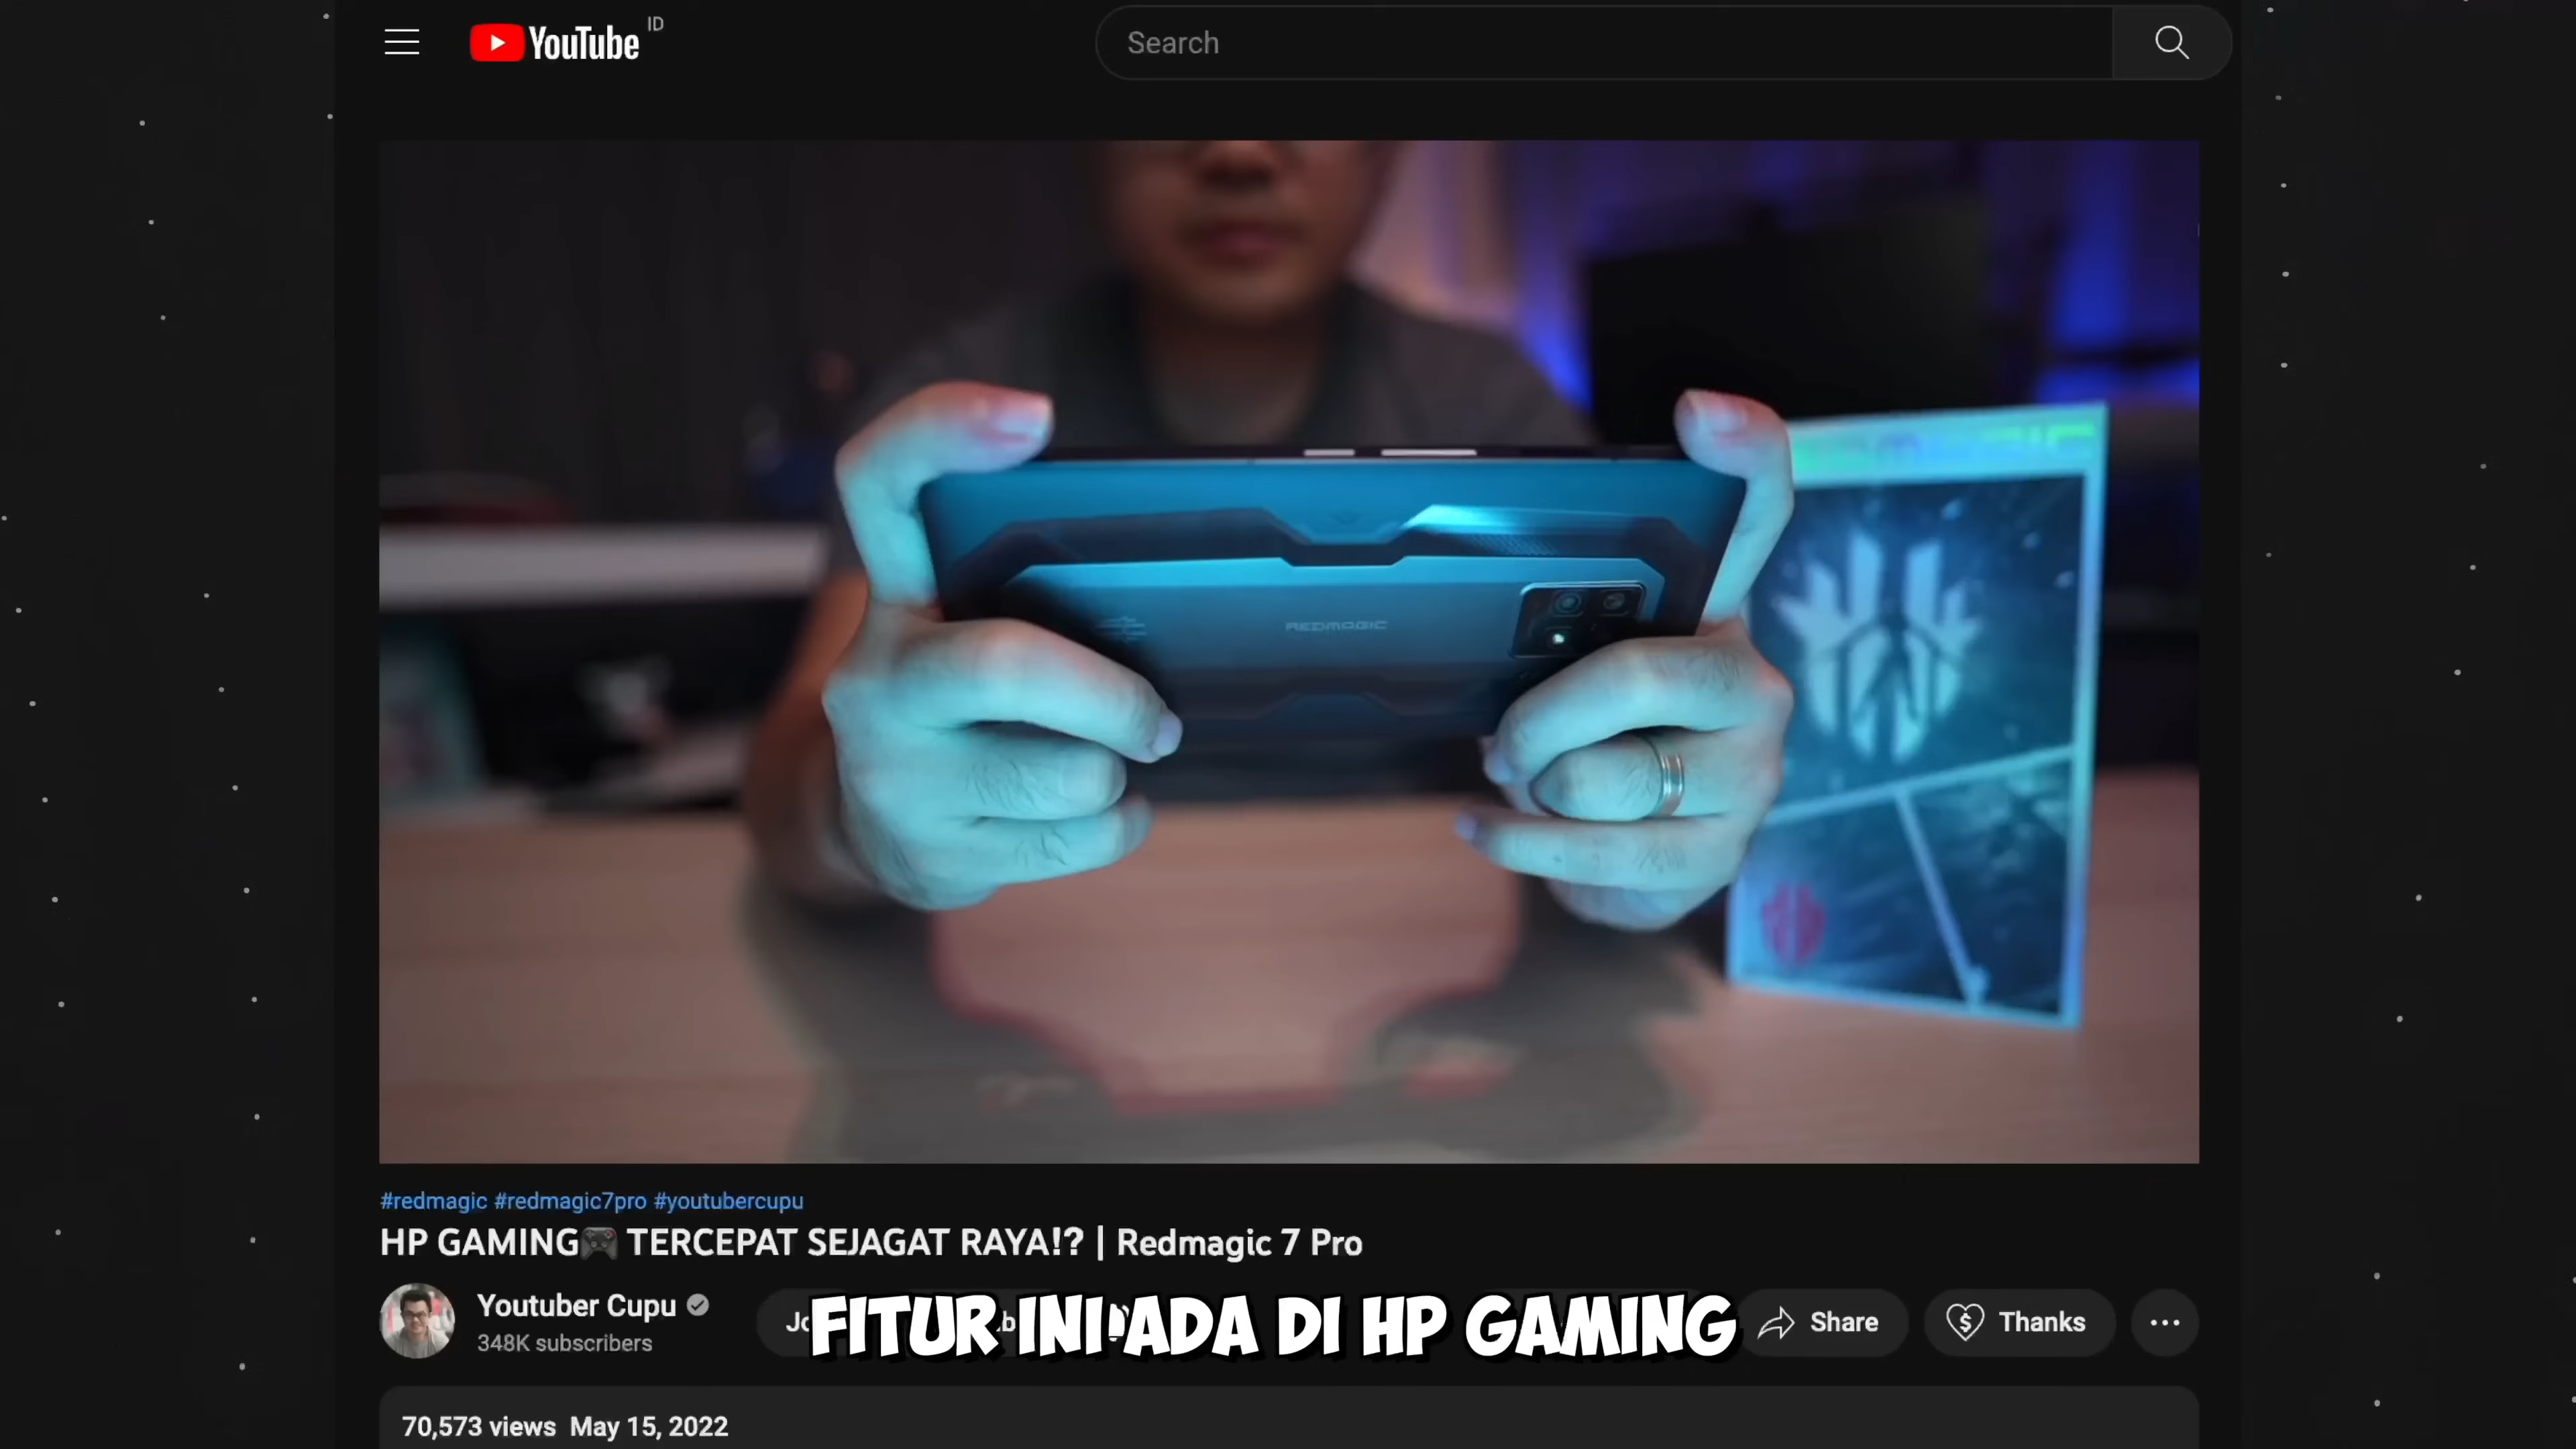 YouTube ID
Search
REDMAGIC
#redmagic #redmagic7pro #youtubercupu
HP GAMING🎮 TERCEPAT SEJAGAT RAYA!? | Redmagic 7 Pro
Youtuber Cupu
348K subscribers
FITUR INI ADA DI HP GAMING
Share
Thanks
70,573 views May 15, 2022